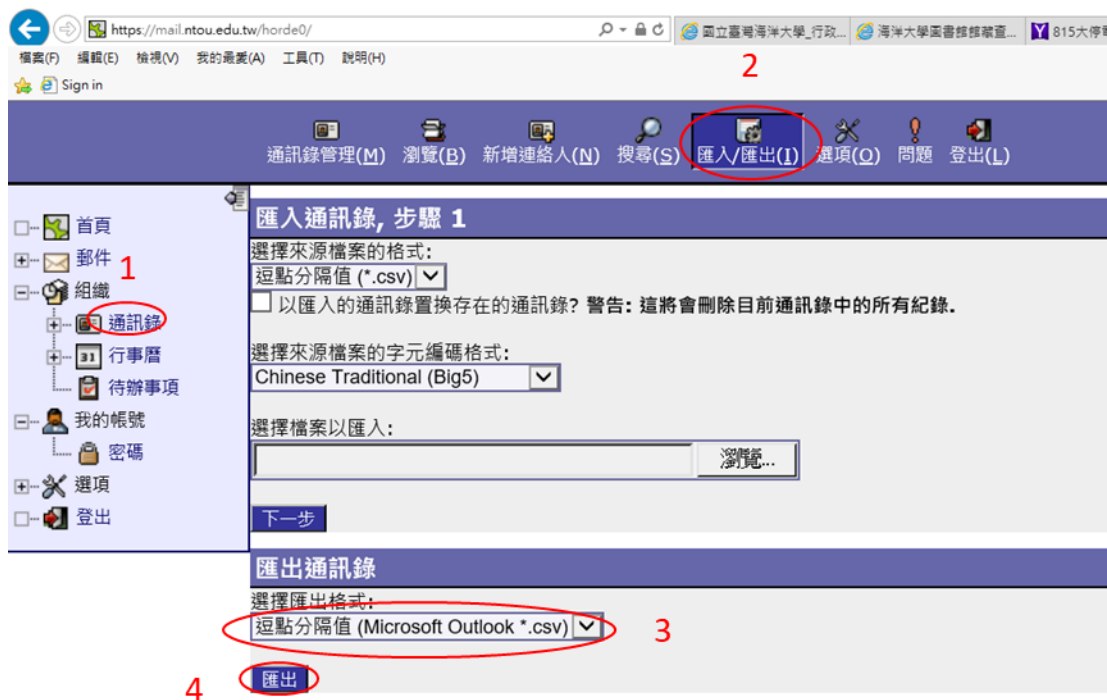 https://mail.ntou.edu.tw/horde0/
國立臺灣海洋大學_行政...
海洋大學圖書館館藏查...
815大停電
檔案(F) 編輯(E) 檢視(V) 我的最愛(A) 工具(T) 說明(H)
2
Sign in
通訊錄管理(M) 瀏覽(B) 新增連絡人(N) 搜尋(S) 匯入/匯出(I) 選項(O) 問題 登出(L)
首頁
郵件
1
組織
通訊錄
31 行事曆
待辦事項
我的帳號
密碼
選項
登出
匯入通訊錄, 步驟 1
選擇來源檔案的格式:
逗點分隔值 (*.csv)
以匯入的通訊錄置換存在的通訊錄? 警告: 這將會刪除目前通訊錄中的所有紀錄.
選擇來源檔案的字元編碼格式:
Chinese Traditional (Big5)
選擇檔案以匯入:
瀏覽...
下一步
匯出通訊錄
選擇匯出格式:
逗點分隔值 (Microsoft Outlook *.csv)
3
4
匯出